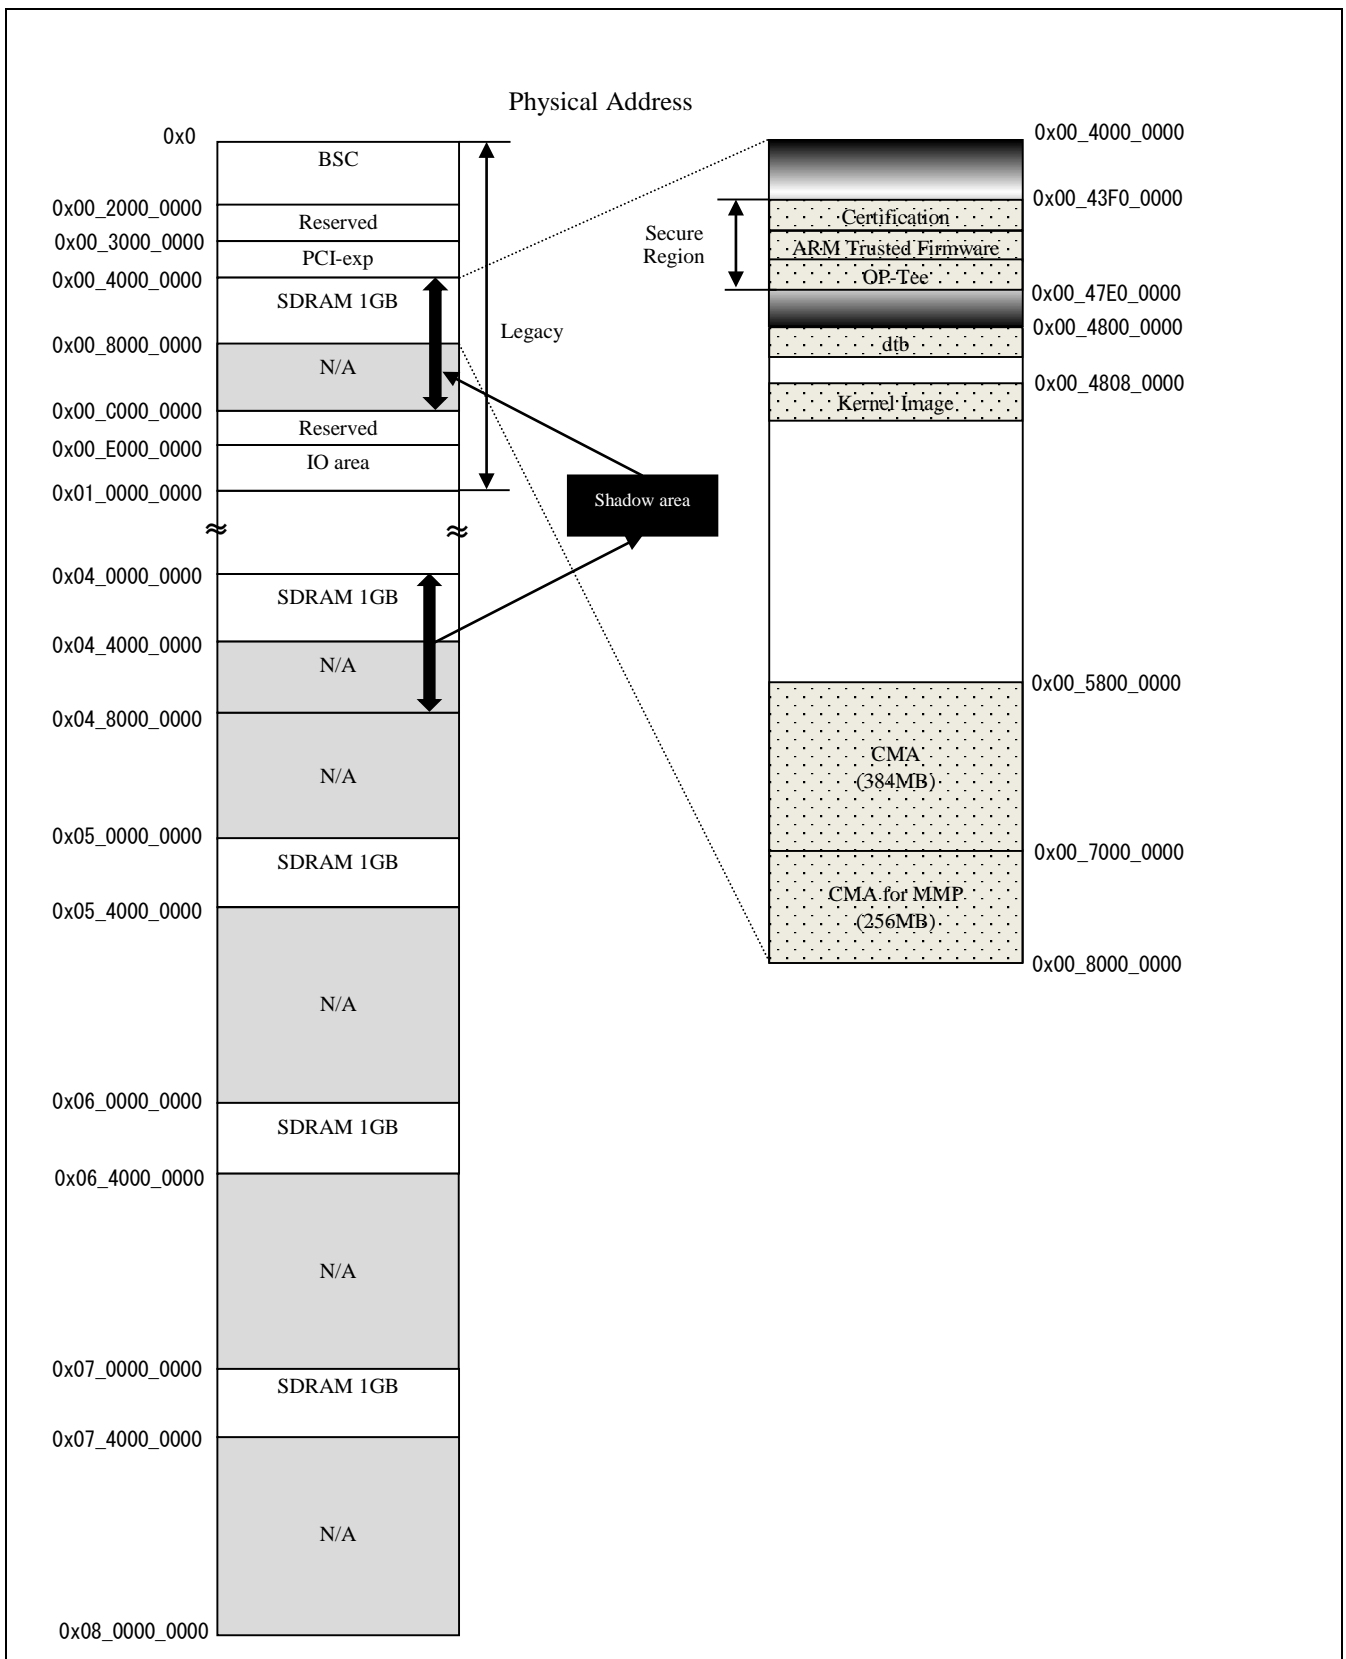 Physical Address
0x0
BSC
0x00_2000_0000
Reserved
0x00_3000_0000
PCI-exp
0x00_4000_0000
SDRAM 1GB
0x00_8000_0000
N/A
0x00_C000_0000
Reserved
0x00_E000_0000
IO area
0x01_0000_0000
Legacy
Shadow area
0x04_0000_0000
SDRAM 1GB
0x04_4000_0000
N/A
0x04_8000_0000
N/A
0x05_0000_0000
SDRAM 1GB
0x05_4000_0000
N/A
0x06_0000_0000
SDRAM 1GB
0x06_4000_0000
N/A
0x07_0000_0000
SDRAM 1GB
0x07_4000_0000
N/A
0x08_0000_0000
0x00_4000_0000
0x00_43F0_0000
Secure
Region
Certification
ARM Trusted Firmware
OP-Tee
0x00_47E0_0000
0x00_4800_0000
dtb
0x00_4808_0000
Kernel Image
0x00_5800_0000
CMA
(384MB)
0x00_7000_0000
CMA for MMP
(256MB)
0x00_8000_0000